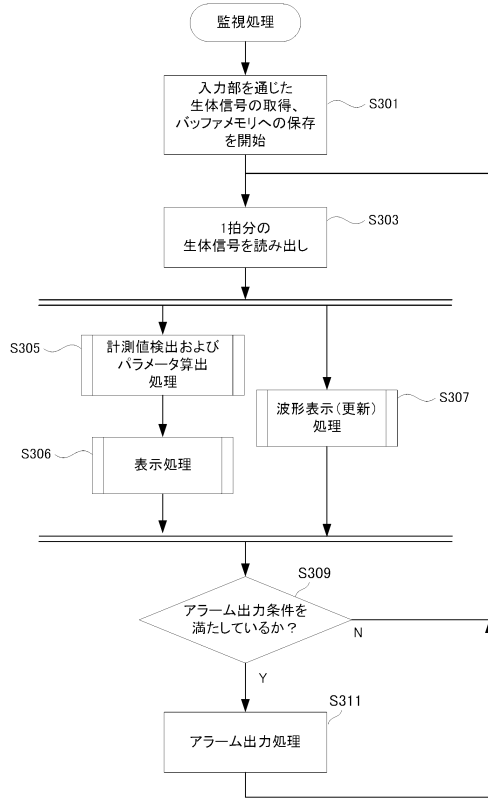 監視処理
入力部を通じた
生体信号の取得、
バッファメモリへの保存
を開始
S301
1拍分の
生体信号を読み出し
S303
S305
計測値検出および
パラメータ算出
処理
波形表示(更新)
処理
S307
S306
表示処理
S309
アラーム出力条件を
満たしているか?
N
Y
S311
アラーム出力処理